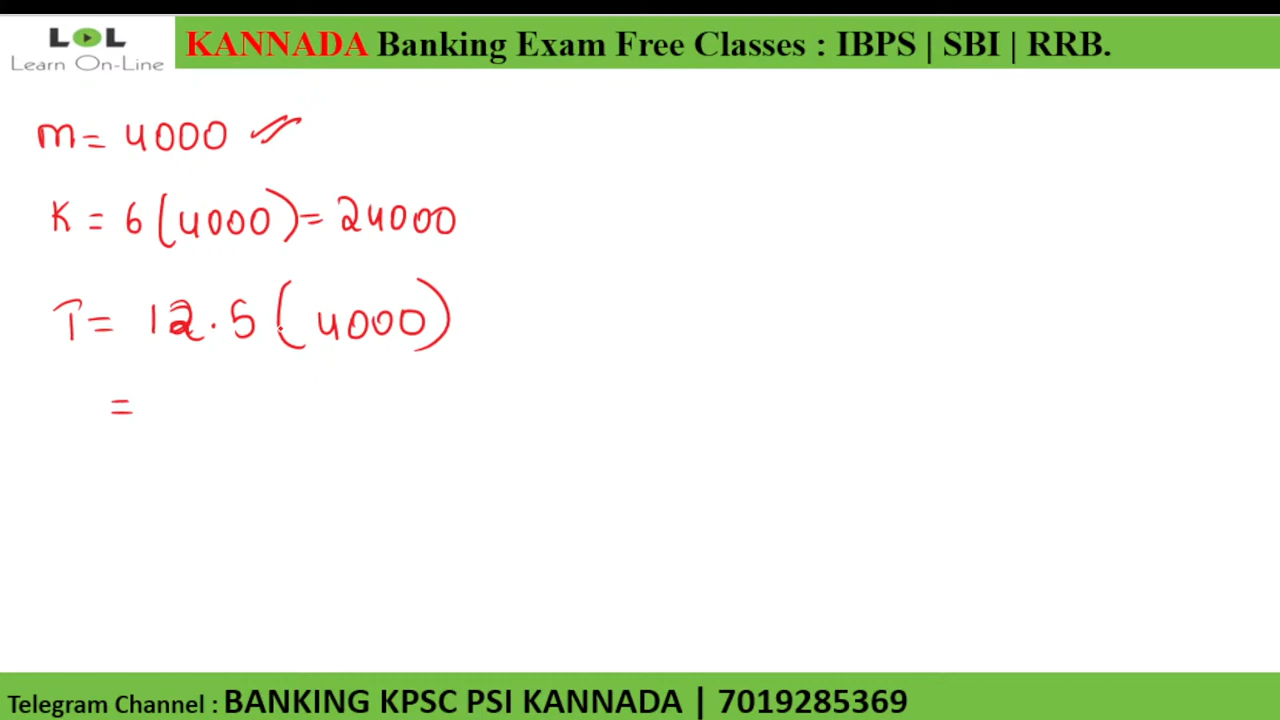 LOL
Learn On-Line
KANNADA Banking Exam Free Classes : IBPS | SBI | RRB.
m = 4000
K = 6(4000) = 24000
T = 12.5(4000)
=
Telegram Channel : BANKING KPSC PSI KANNADA | 7019285369